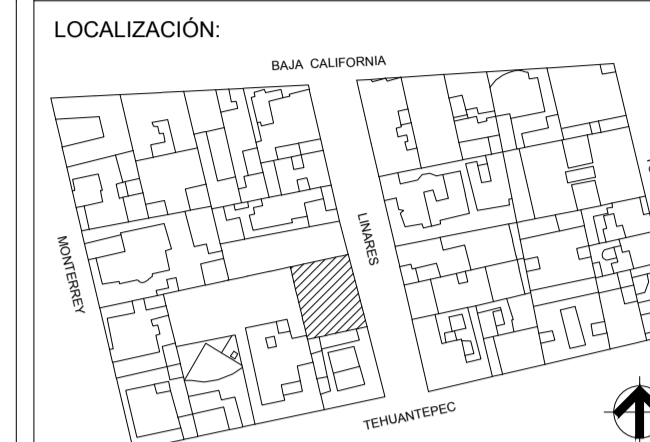 LOCALIZACIÓN:
BAJA CALIFORNIA
MONTERREY
LINARES
TEHUANTEPEC